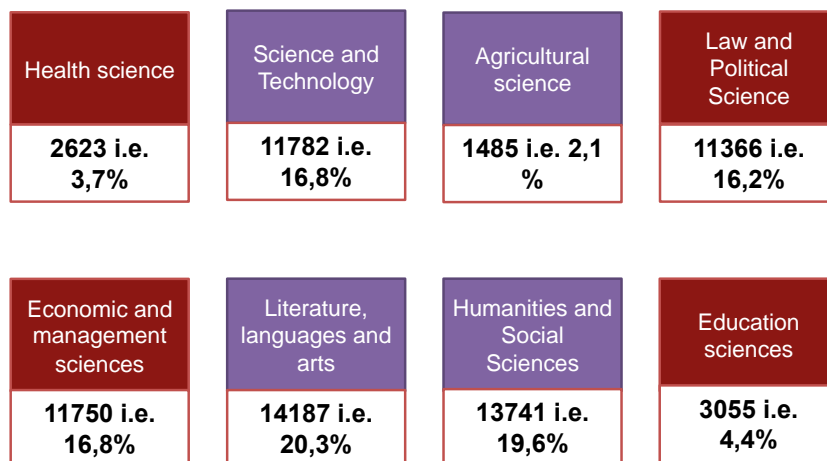 Health science
2623 i.e.
3,7%
Science and
Technology
11782 i.e.
16,8%
Agricultural
science
1485 i.e. 2,1
%
Law and
Political
Science
11366 i.e.
16,2%
Economic and
management
sciences
11750 i.e.
16,8%
Literature,
languages and
arts
14187 i.e.
20,3%
Humanities and
Social
Sciences
13741 i.e.
19,6%
Education
sciences
3055 i.e.
4,4%